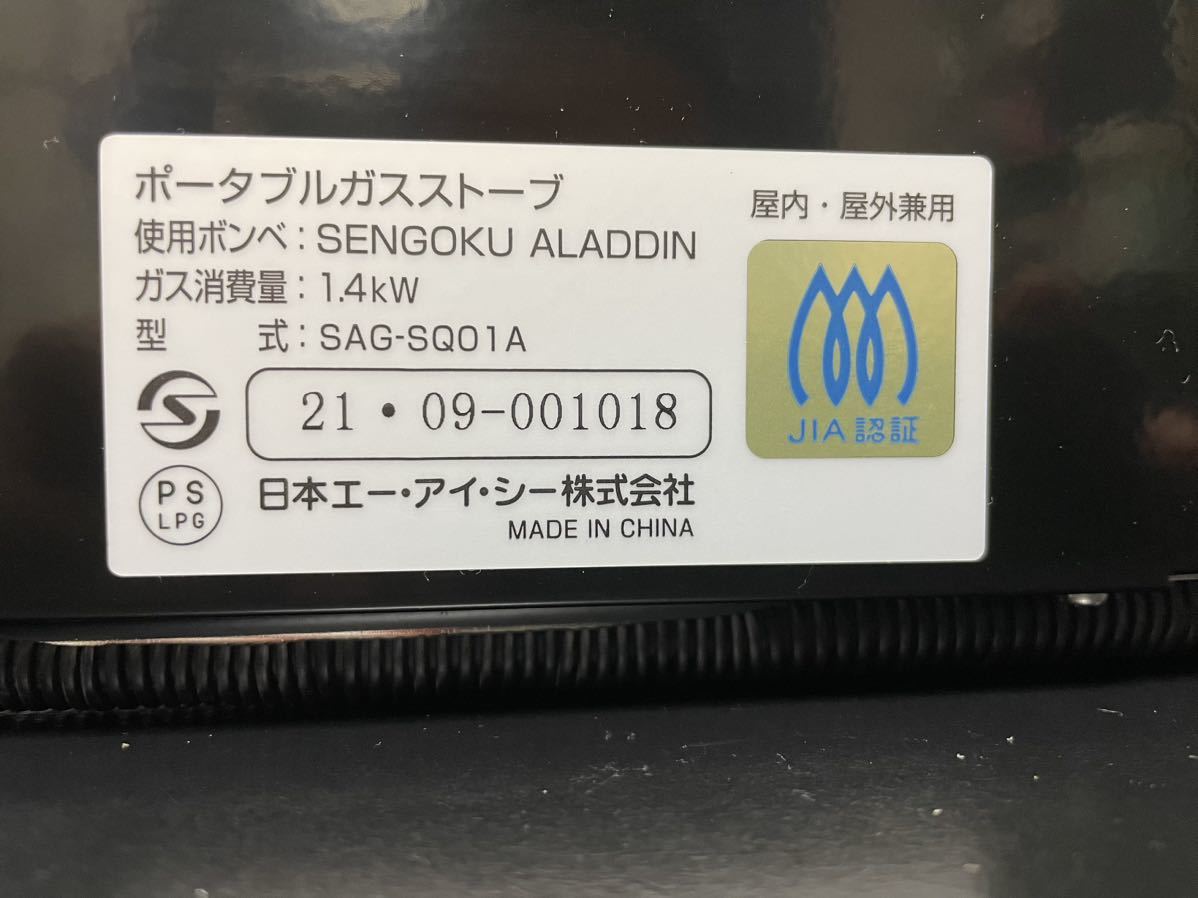 ポータブルガスストーブ
使用ボンベ：SENGOKU ALADDIN
ガス消費量：1.4kW
型　　式：SAG-SQ01A
21・09-001018
PS
LPG
日本エー・アイ・シー株式会社
MADE IN CHINA
屋内・屋外兼用
JIA認証